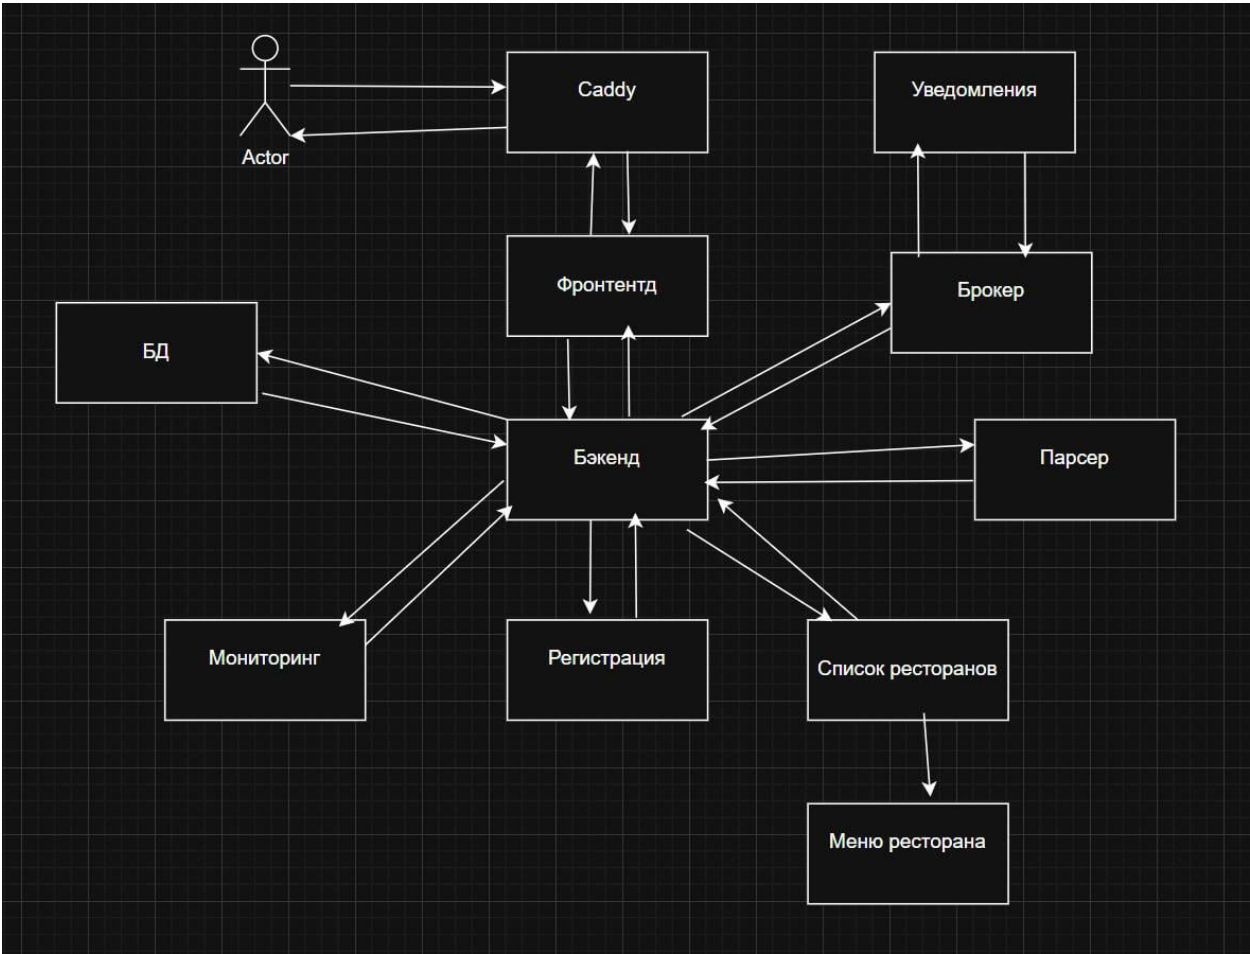 Caddy
Уведомления
Actor
Фронтентд
Брокер
БД
Бэкенд
Парсер
Мониторинг
Регистрация
Список ресторанов
Меню ресторана